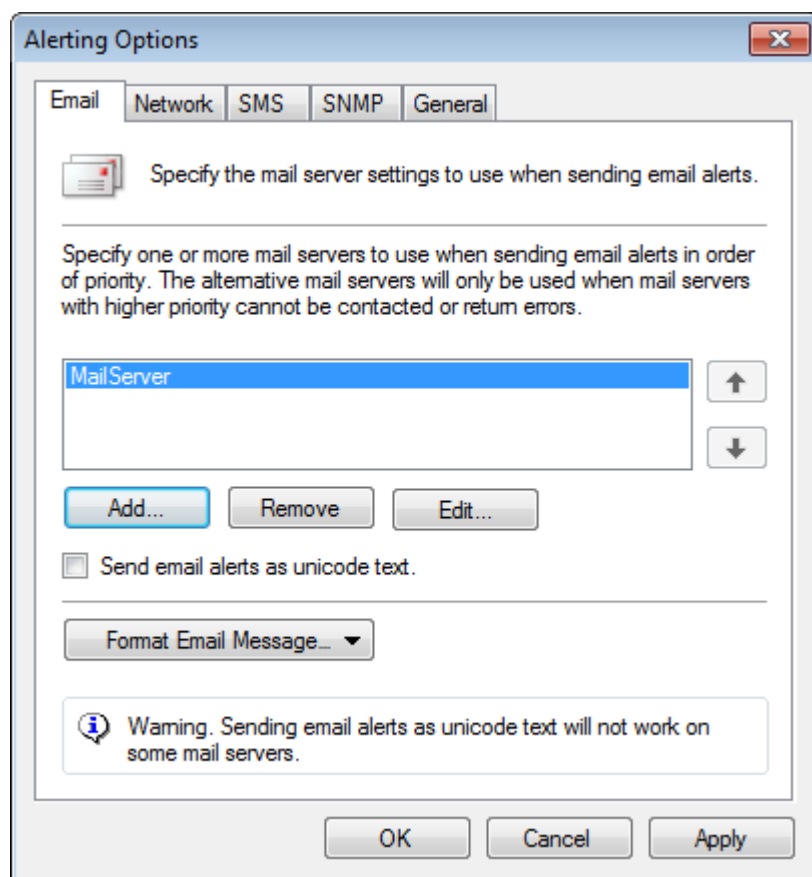 Alerting Options
Email Network SMS SNMP General
Specify the mail server settings to use when sending email alerts.
Specify one or more mail servers to use when sending email alerts in order
of priority. The alternative mail servers will only be used when mail servers
with higher priority cannot be contacted or return errors.
MailServer
Add... Remove Edit...
Send email alerts as unicode text.
Format Email Message...
Warning. Sending email alerts as unicode text will not work on
some mail servers.
OK Cancel Apply